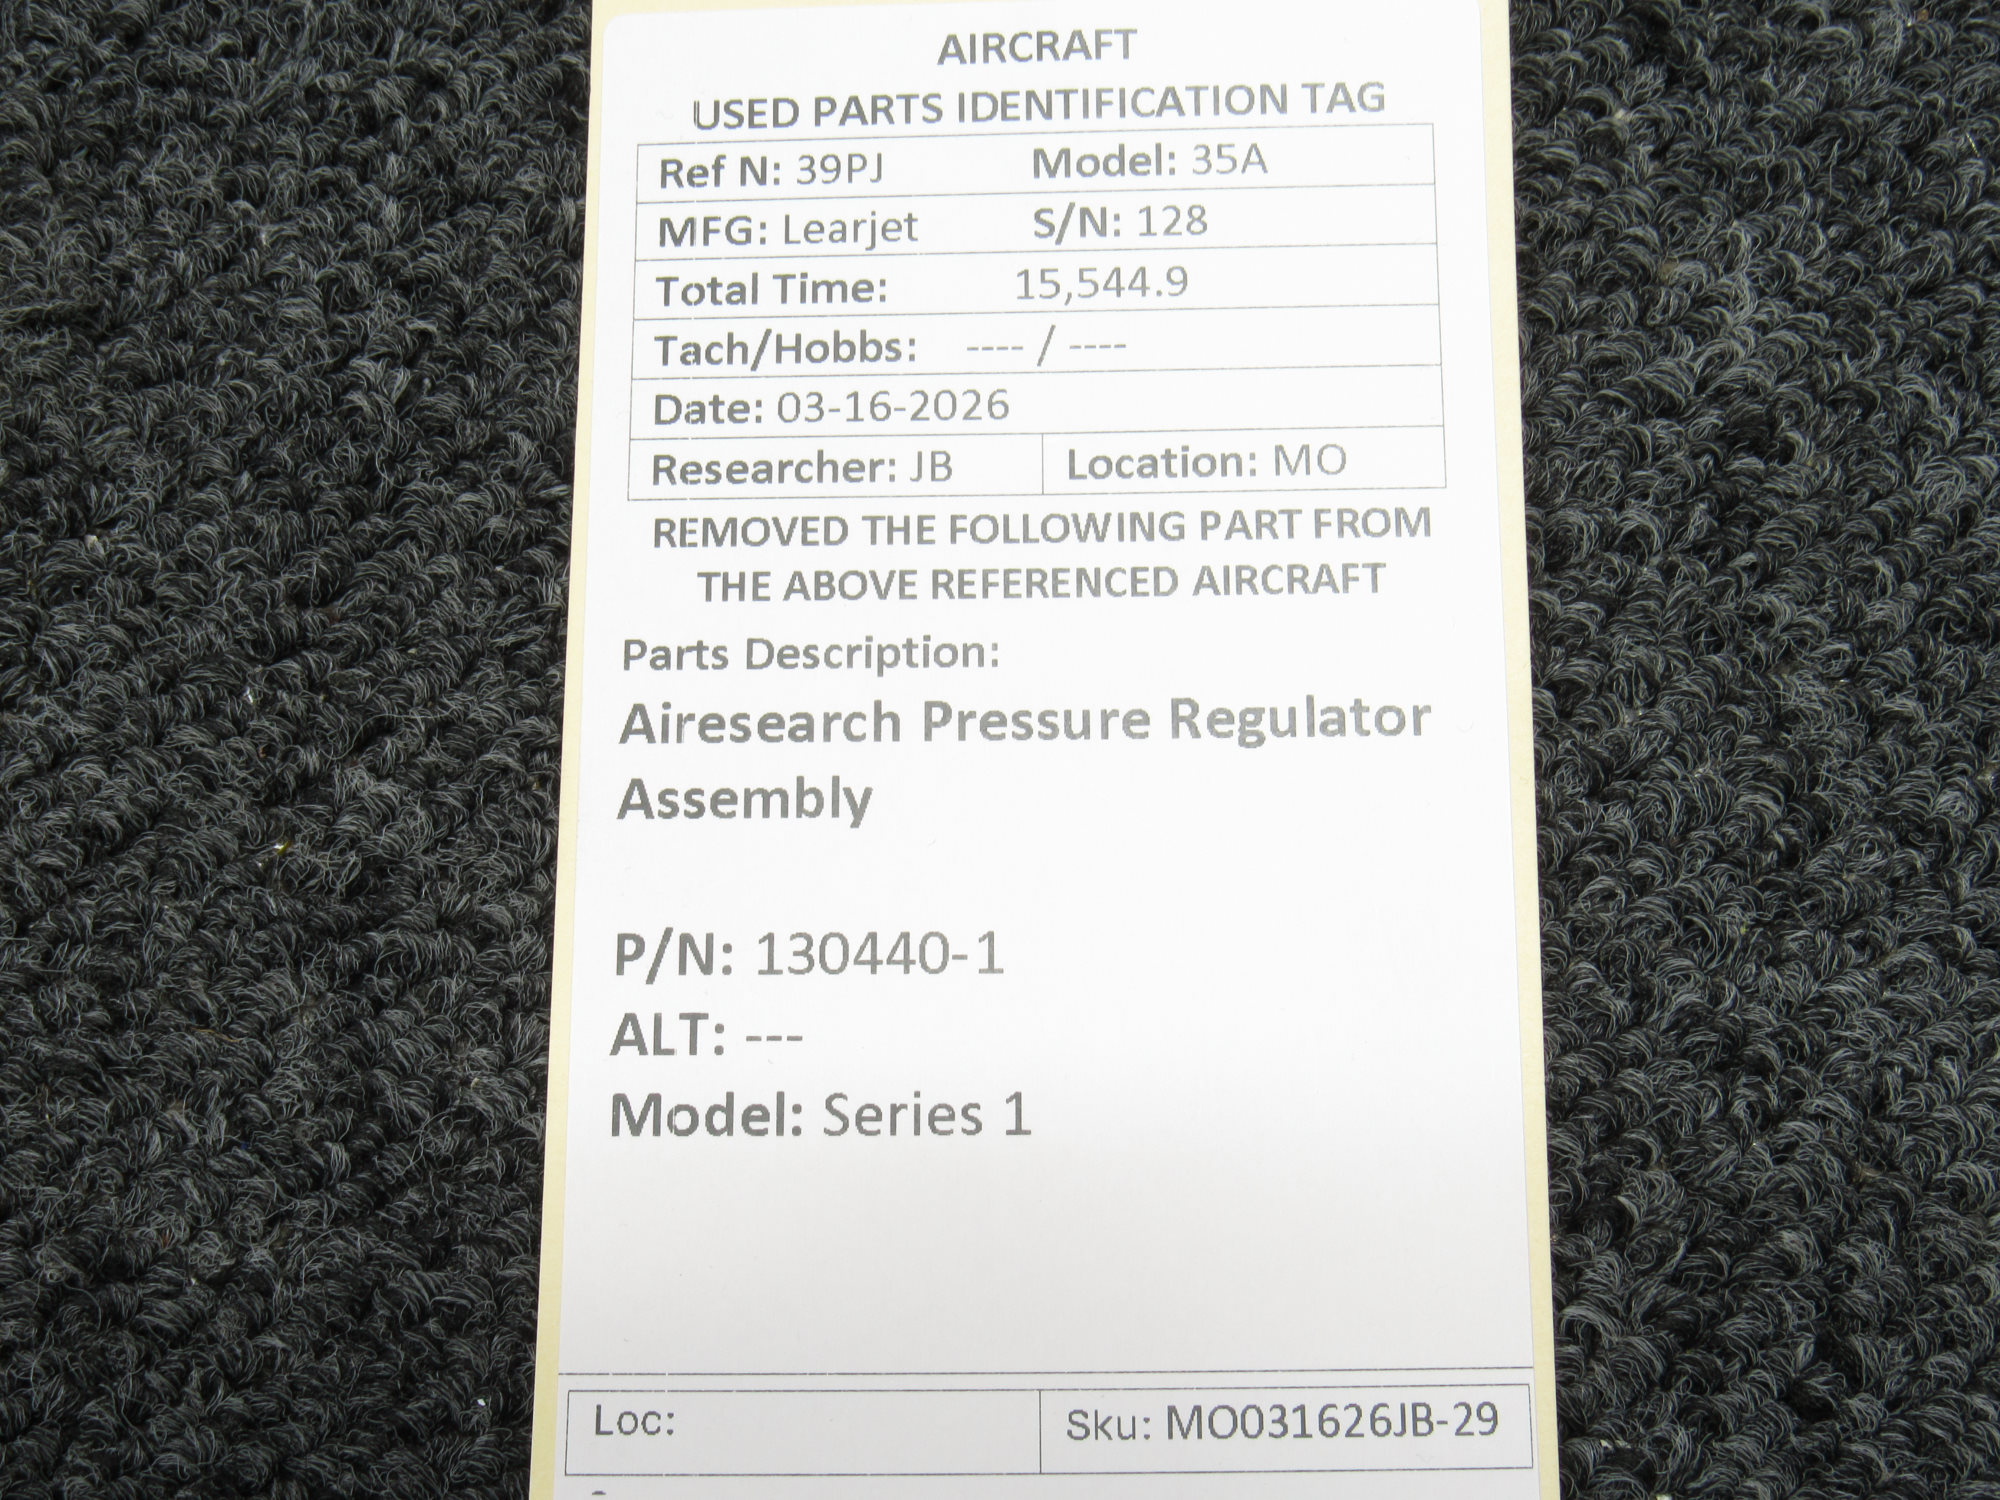 AIRCRAFT
USED PARTS IDENTIFICATION TAG
Ref N: 39PJ Model: 35A
MFG: Learjet S/N: 128
Total Time: 15,544.9
Tach/Hobbs: ---- / ----
Date: 03-16-2026
Researcher: JB Location: MO
REMOVED THE FOLLOWING PART FROM
THE ABOVE REFERENCED AIRCRAFT
Parts Description:
Airesearch Pressure Regulator
Assembly
P/N: 130440-1
ALT: ---
Model: Series 1
Loc: Sku: MO031626JB-29